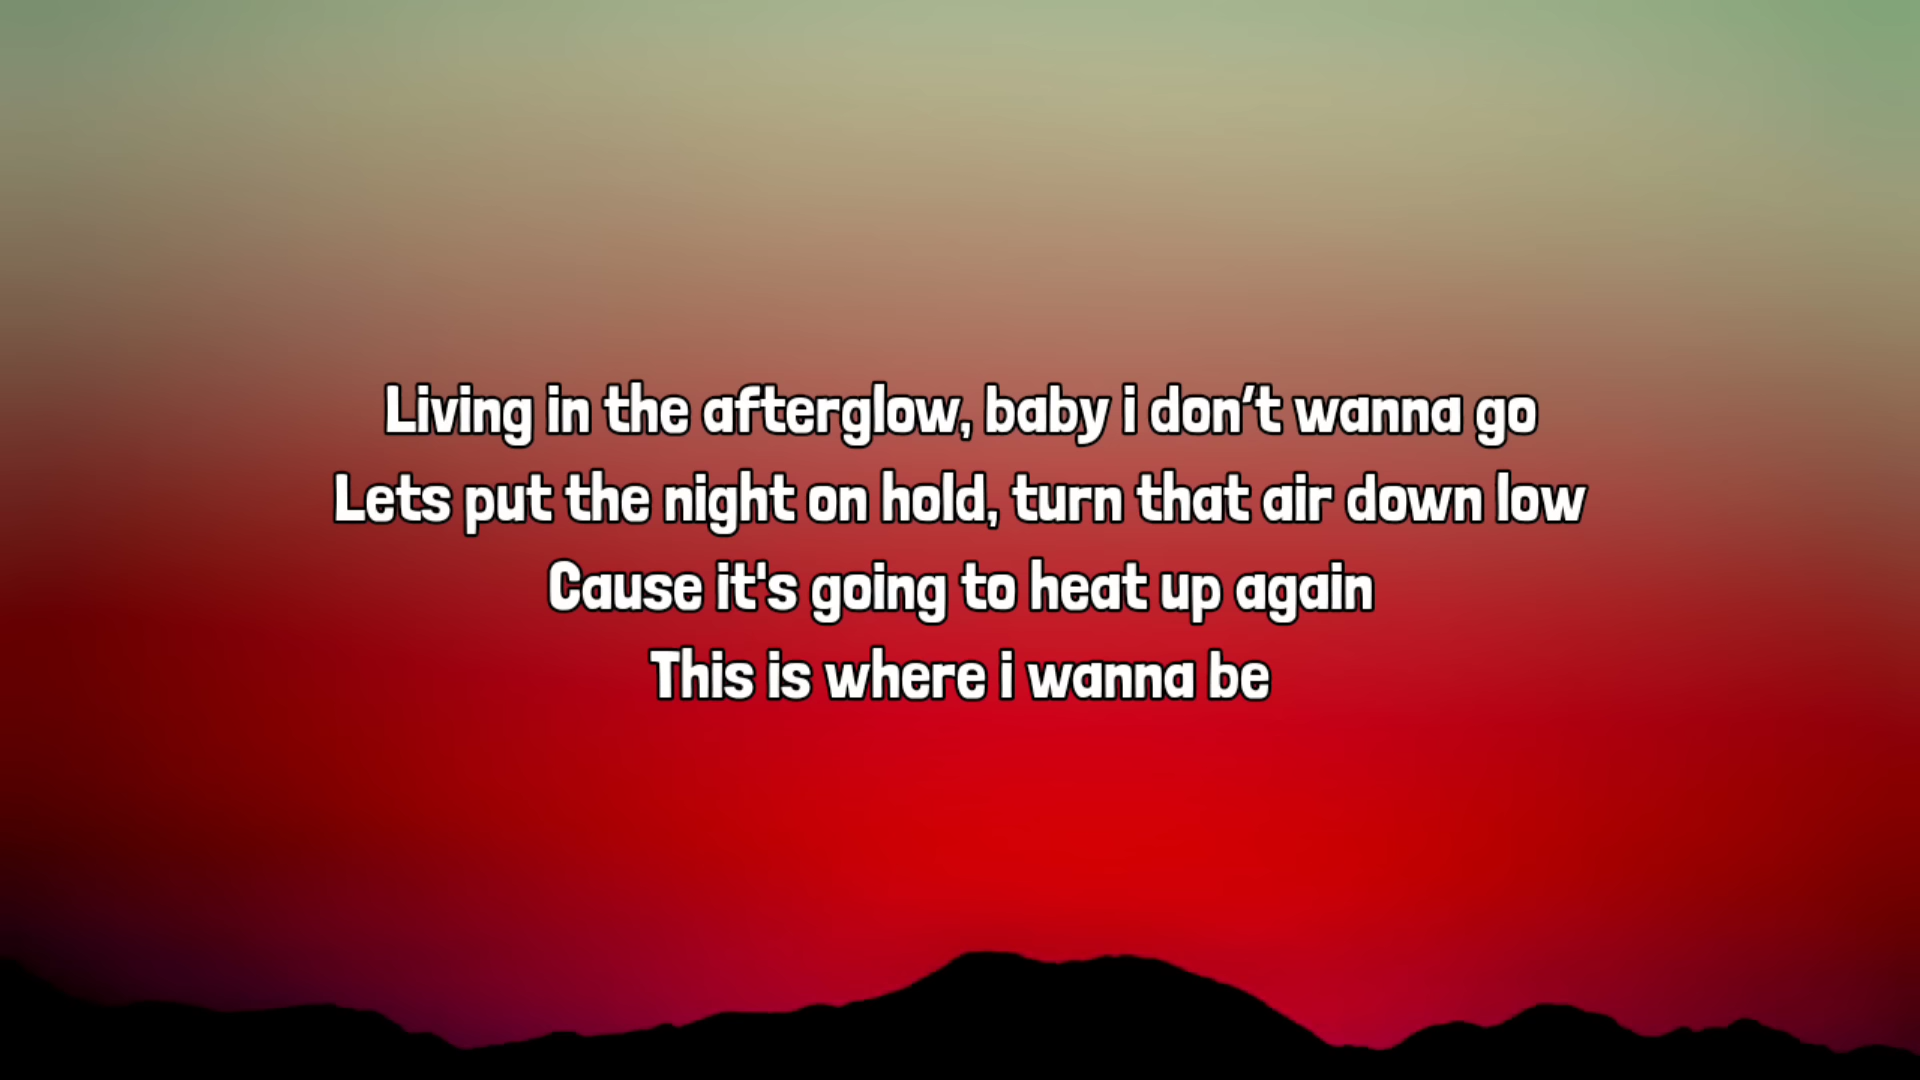 Living in the afterglow, baby i don’t wanna go
Lets put the night on hold, turn that air down low
Cause it's going to heat up again
This is where i wanna be